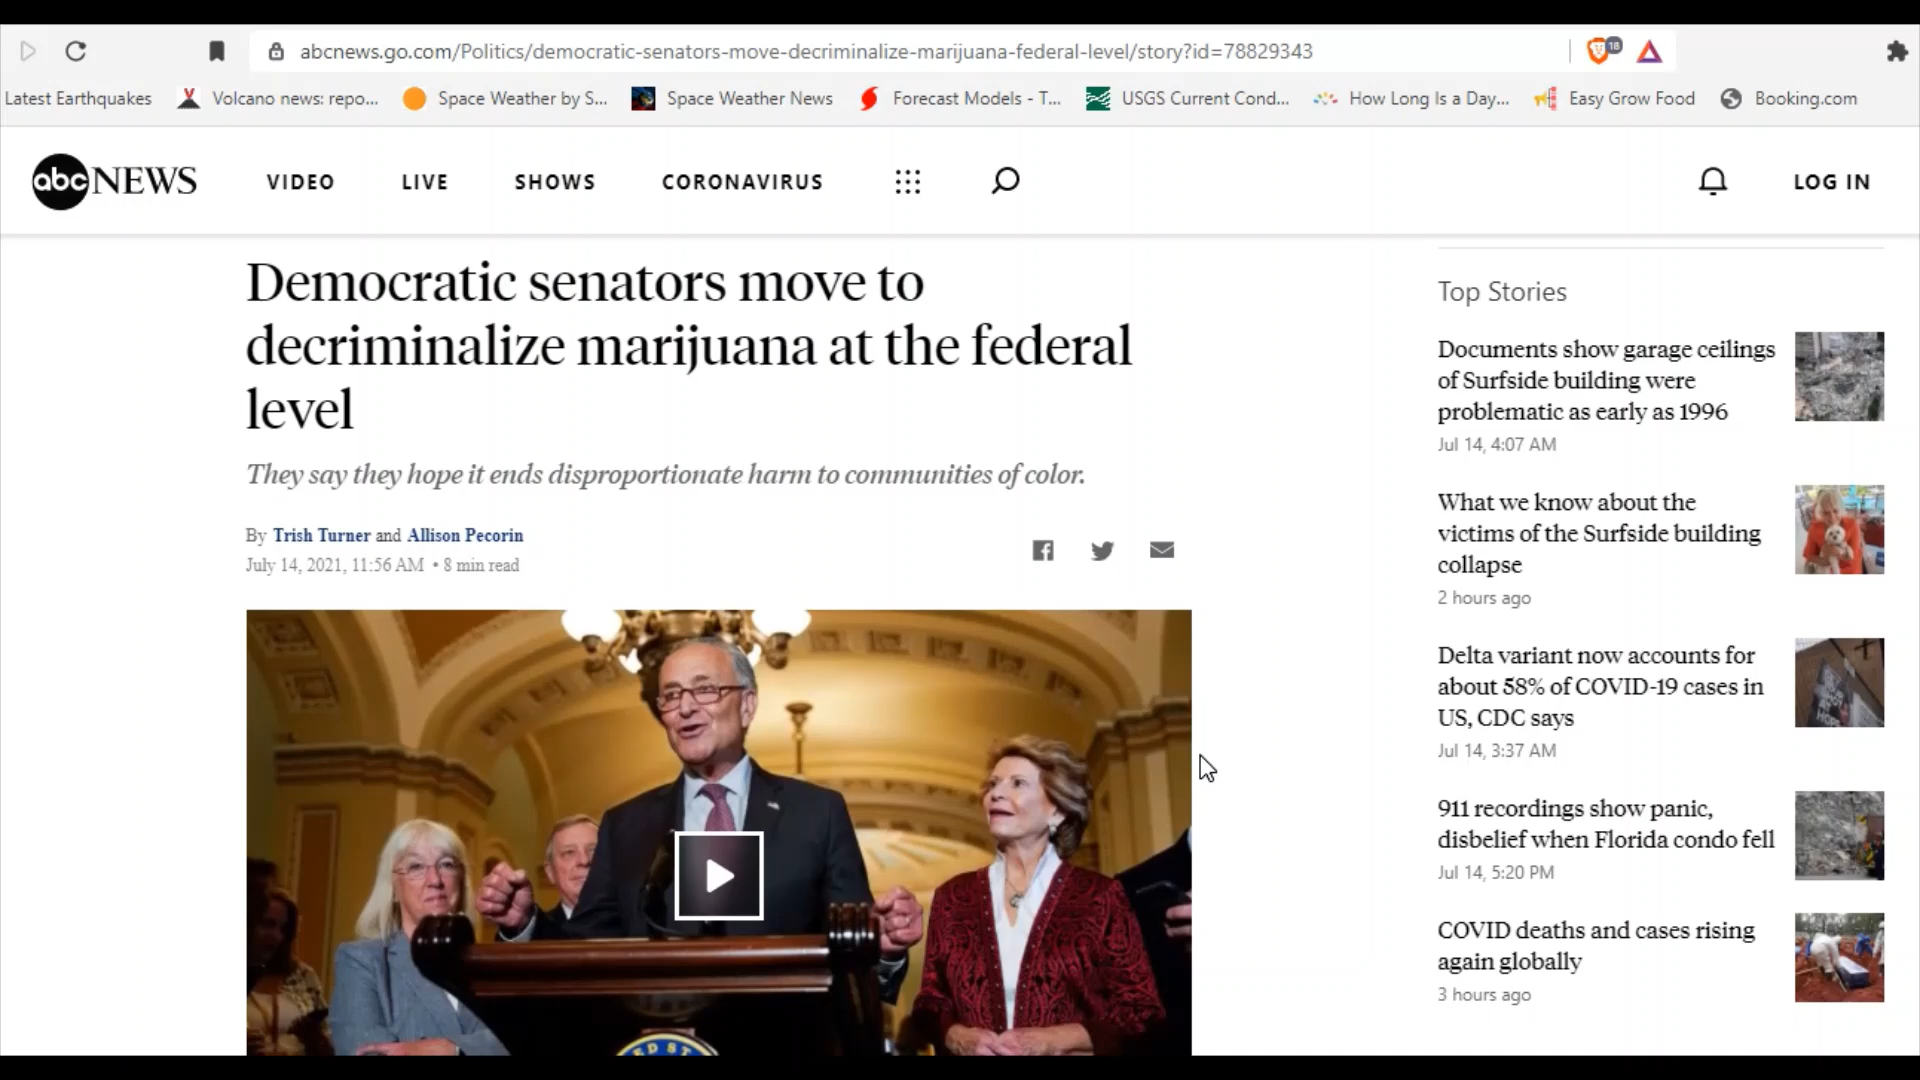 abcnews.go.com/Politics/democratic-senators-move-decriminalize-marijuana-federal-level/story?id=78829343
18
Latest Earthquakes
Volcano news: repo...
Space Weather by S...
Space Weather News
Forecast Models - T...
USGS Current Cond...
How Long Is a Day...
Easy Grow Food
Booking.com
abc NEWS
VIDEO
LIVE
SHOWS
CORONAVIRUS
LOG IN
Democratic senators move to
decriminalize marijuana at the federal
level
They say they hope it ends disproportionate harm to communities of color.
By Trish Turner and Allison Pecorin
July 14, 2021, 11:56 AM • 8 min read
ED ST
Top Stories
Documents show garage ceilings
of Surfside building were
problematic as early as 1996
Jul 14, 4:07 AM
What we know about the
victims of the Surfside building
collapse
2 hours ago
Delta variant now accounts for
about 58% of COVID-19 cases in
US, CDC says
Jul 14, 3:37 AM
911 recordings show panic,
disbelief when Florida condo fell
Jul 14, 5:20 PM
COVID deaths and cases rising
again globally
3 hours ago